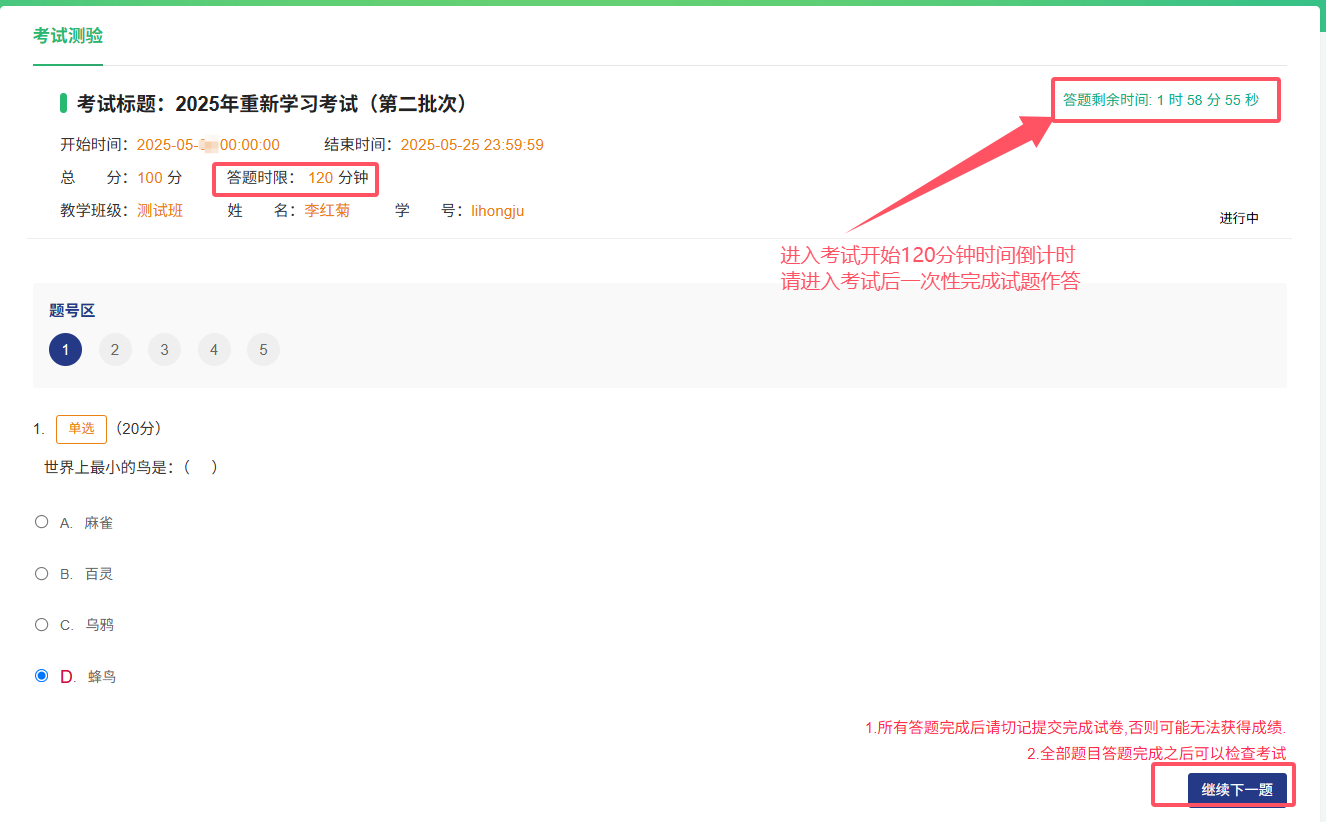 考试测验
考试标题：2025年重新学习考试（第二批次）
答题剩余时间: 1 时 58 分 55 秒
开始时间：2025-05- 00:00:00 结束时间：2025-05-25 23:59:59
总 分：100 分 答题时限： 120 分钟
教学班级：测试班 姓 名：李红菊 学 号：lihongju
进行中
进入考试开始120分钟时间倒计时
请进入考试后一次性完成试题作答
题号区
1 2 3 4 5
1. 单选 （20分）
世界上最小的鸟是：（ ）
A. 麻雀
B. 百灵
C. 乌鸦
D. 蜂鸟
1.所有答题完成后请切记提交完成试卷,否则可能无法获得成绩.
2.全部题目答题完成之后可以检查考试
继续下一题